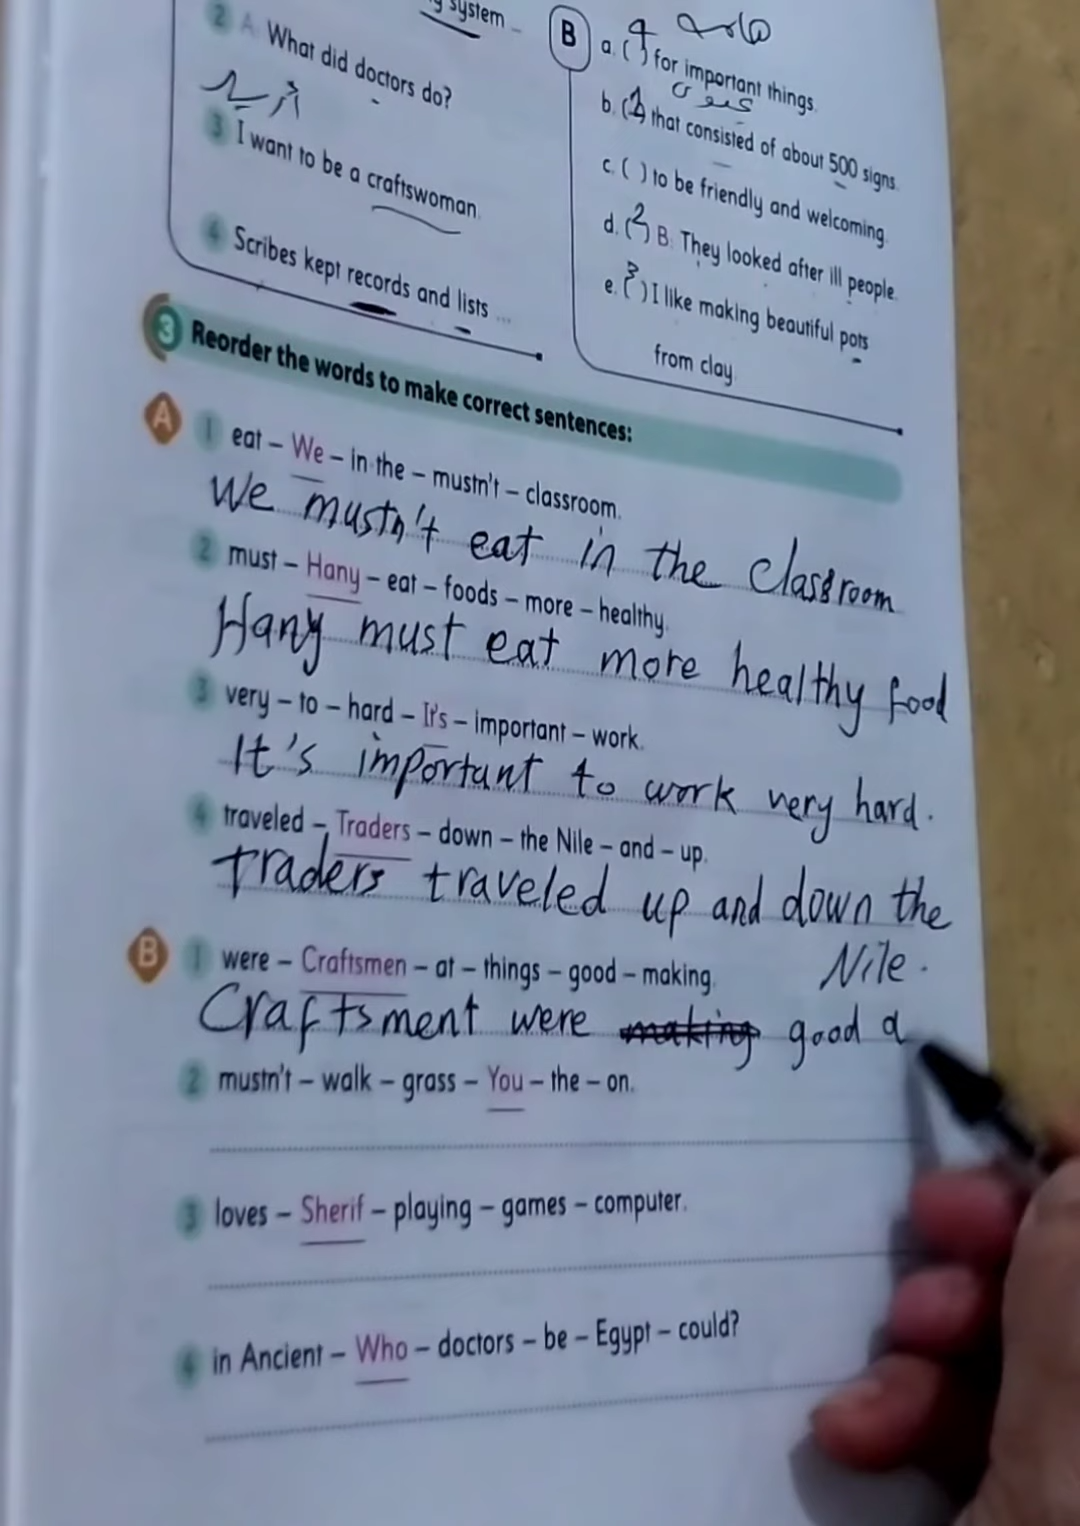 system ...
2 A: What did doctors do?
3 I want to be a craftswoman.
4 Scribes kept records and lists ...
B
a. (4) for important things.
b. (1) that consisted of about 500 signs.
c. ( ) to be friendly and welcoming.
d. (2) B: They looked after ill people.
e. (3) I like making beautiful pots
from clay.
3 Reorder the words to make correct sentences:
A 1 eat – We – in the – mustn't – classroom.
We mustn't eat in the classroom
2 must – Hany – eat – foods – more – healthy.
Hany must eat more healthy food
3 very – to – hard – It's – important – work.
It's important to work very hard.
4 traveled – Traders – down – the Nile – and – up.
Traders traveled up and down the
Nile.
B 1 were – Craftsmen – at – things – good – making.
Craftsment were making good a
2 mustn't – walk – grass – You – the – on.
3 loves – Sherif – playing – games – computer.
4 in Ancient – Who – doctors – be – Egypt – could?